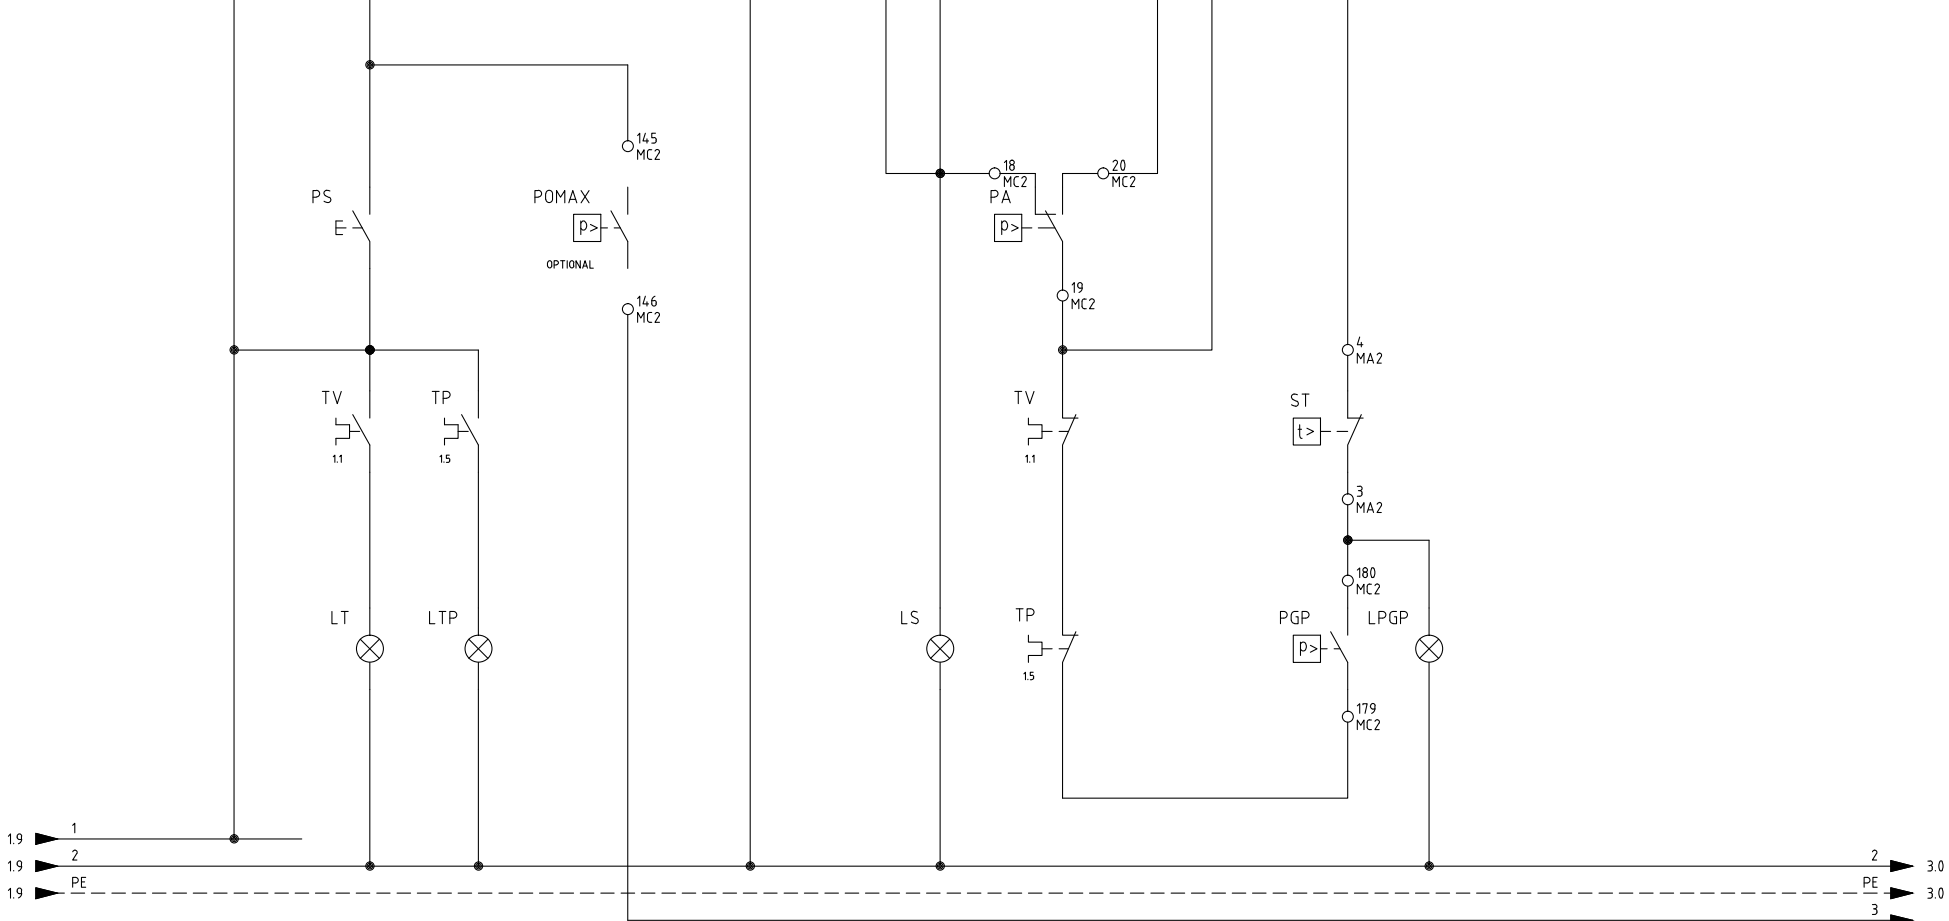 145
MC2
18
MC2
20
MC2
PS
POMAX
PA
p>
p>
OPTIONAL
19
MC2
146
MC2
4
MA2
TV
TP
TV
ST
t>
1.1
1.5
1.1
3
MA2
180
MC2
LT
LTP
LS
TP
PGP
LPGP
p>
1.5
179
MC2
1.9
1
1.9
2
2
3.0
1.9
PE
PE
3.0
3